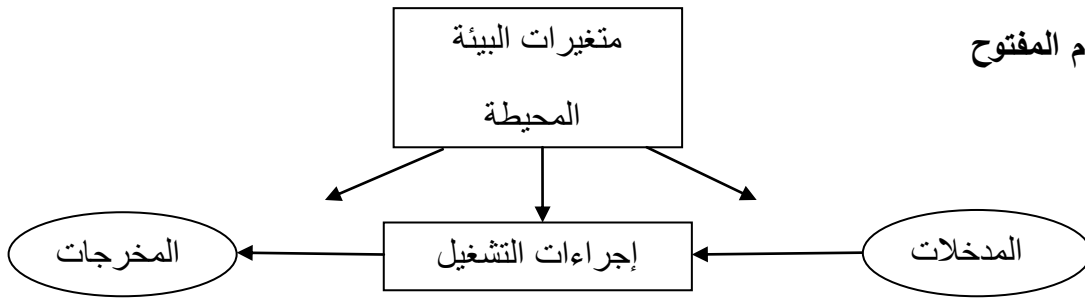 م المفتوح
متغيرات البيئة
المحيطة
المدخلات
إجراءات التشغيل
المخرجات